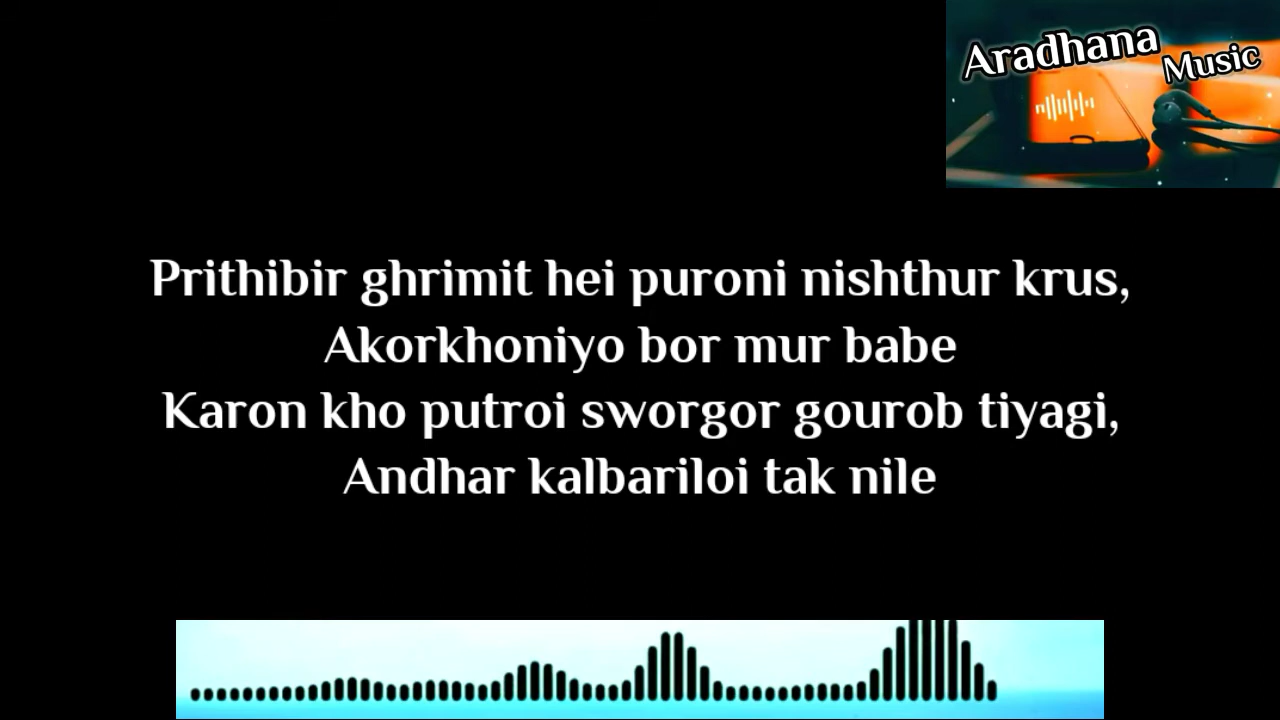 Aradhana
Music
Prithibir ghrimit hei puroni nishthur krus,
Akorkhoniyo bor mur babe
Karon kho putroi sworgor gourob tiyagi,
Andhar kalbariloi tak nile